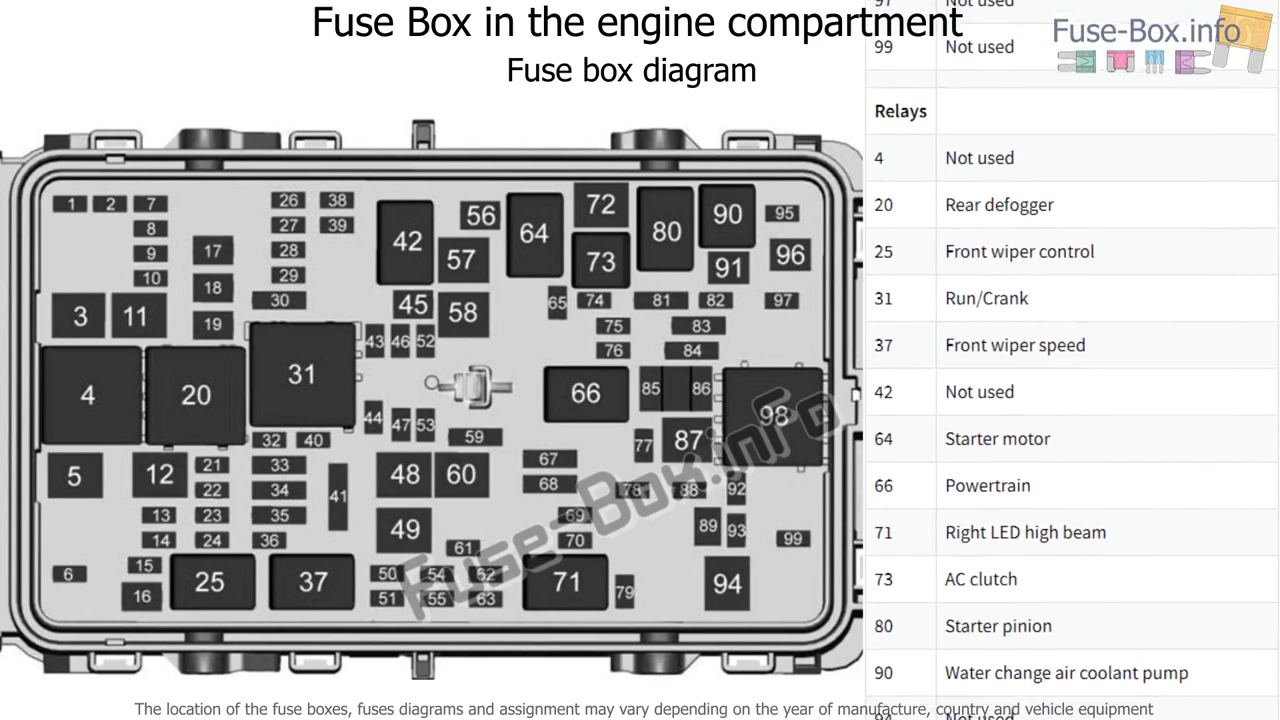 Fuse Box in the engine compartment
Fuse box diagram
Fuse-Box.info
97 Not used
99 Not used
Relays
4 Not used
20 Rear defogger
25 Front wiper control
31 Run/Crank
37 Front wiper speed
42 Not used
64 Starter motor
66 Powertrain
71 Right LED high beam
73 AC clutch
80 Starter pinion
90 Water change air coolant pump
94 Not used
1 2 7 26 38 42 56 64 72 80 90 95
8 27 39
9 17 28 57 73 91 96
10 18 29
3 11 19 30 45 58 65 74 81 82 97
43 46 52 75 83
76 84
4 20 31 66 85 86 98
44 47 53 59 77 87
32 40
5 12 21 33 41 48 60 67
22 34 68 78 88 92
13 23 35 49 69 89 93
14 24 36 61 70 99
6 15 25 37 50 54 62 71 79 94
16 51 55 63
Fuse-Box.info
The location of the fuse boxes, fuses diagrams and assignment may vary depending on the year of manufacture, country and vehicle equipment